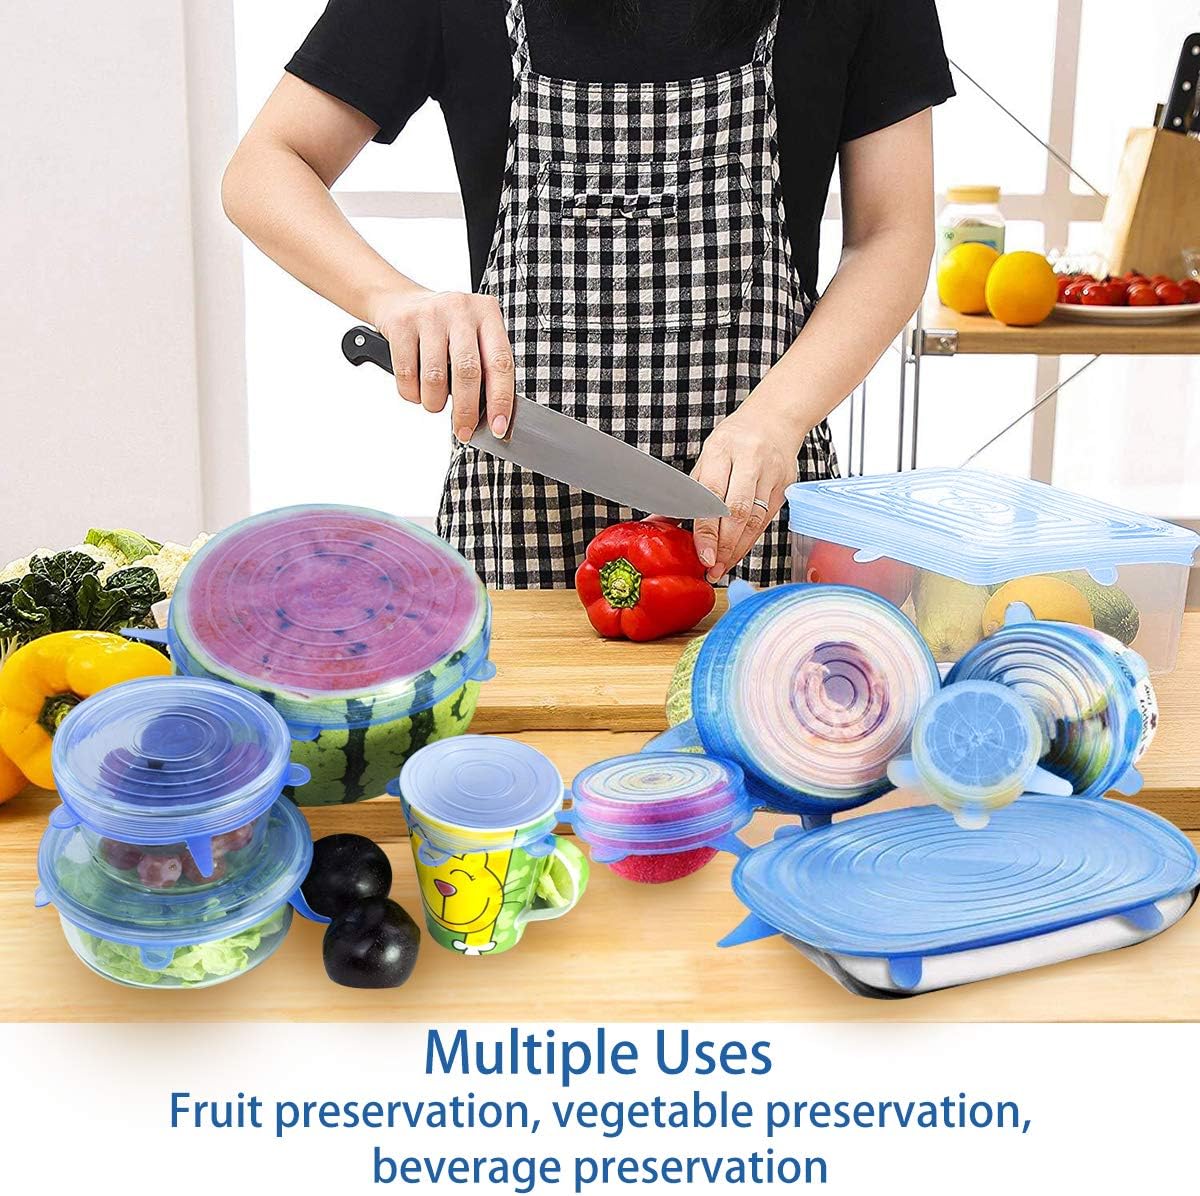 Multiple Uses
Fruit preservation, vegetable preservation,
beverage preservation